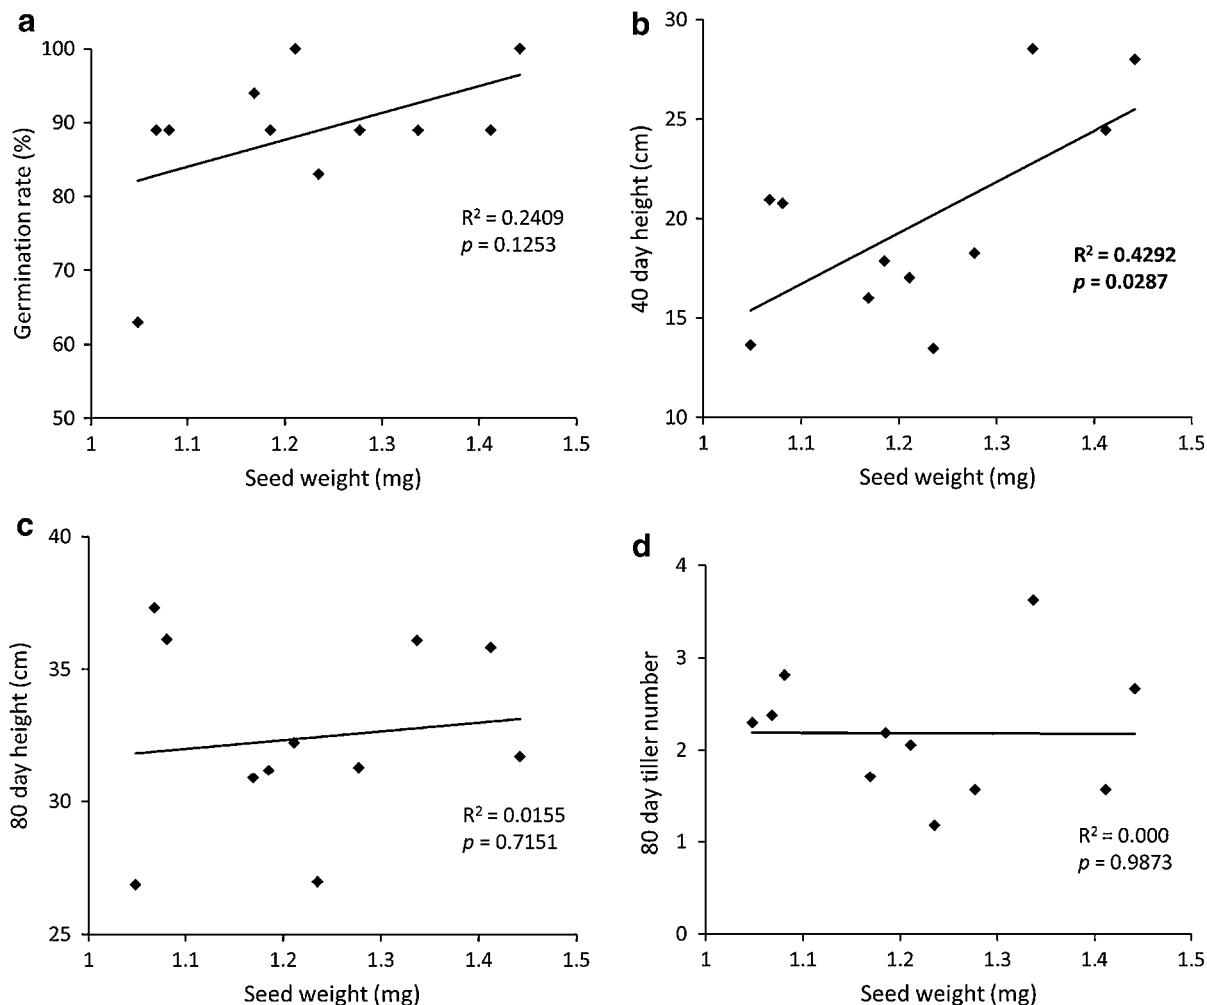 a
100
90
80
70
60
50
Germination rate (%)
R² = 0.2409
p = 0.1253
1 1.1 1.2 1.3 1.4 1.5
Seed weight (mg)
b
30
25
20
15
10
40 day height (cm)
R² = 0.4292
p = 0.0287
1 1.1 1.2 1.3 1.4 1.5
Seed weight (mg)
c
40
35
30
25
80 day height (cm)
R² = 0.0155
p = 0.7151
1 1.1 1.2 1.3 1.4 1.5
Seed weight (mg)
d
4
3
2
1
0
80 day tiller number
R² = 0.000
p = 0.9873
1 1.1 1.2 1.3 1.4 1.5
Seed weight (mg)